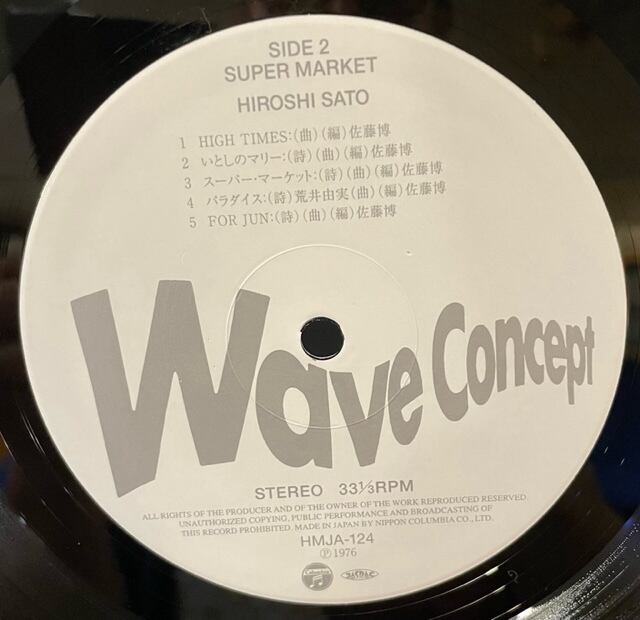 SIDE 2
SUPER MARKET
HIROSHI SATO
1 HIGH TIMES:(曲)(編)佐藤博
2 いとしのマリー:(詩)(曲)(編)佐藤博
3 スーパー・マーケット:(詩)(曲)(編)佐藤博
4 パラダイス:(詩)荒井由実(曲)(編)佐藤博
5 FOR JUN:(詩)(曲)(編)佐藤博
Wave Concept
STEREO 33⅓RPM
ALL RIGHTS OF THE PRODUCER AND OF THE OWNER OF THE WORK REPRODUCED RESERVED.
UNAUTHORIZED COPYING, PUBLIC PERFORMANCE AND BROADCASTING OF
THIS RECORD PROHIBITED. MADE IN JAPAN BY NIPPON COLUMBIA CO., LTD.
HMJA-124
Ⓟ1976
Columbia JASRAC